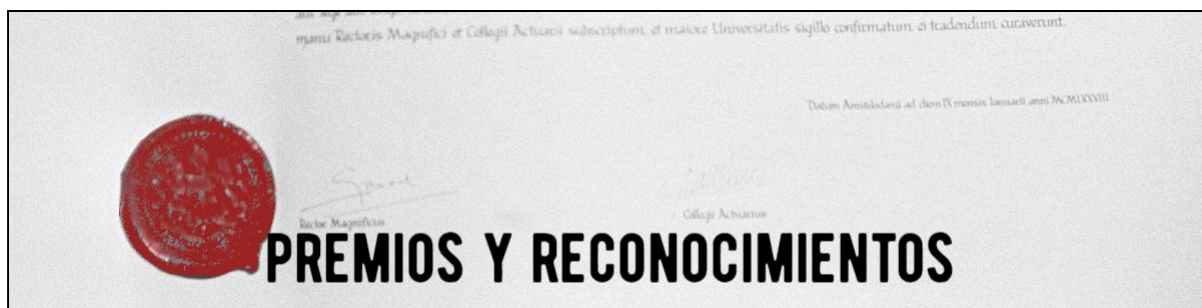 manu Rectoris Magnifici et Collegii Actuarii subscriptum et maiore Universitatis sigillo confirmatum ei tradendum curaverunt.
Datum Amstelodami ad diem IX mensis Ianuarii anni MCMLXXVIII
Rector Magnificus
Collegii Actuarius
PREMIOS Y RECONOCIMIENTOS